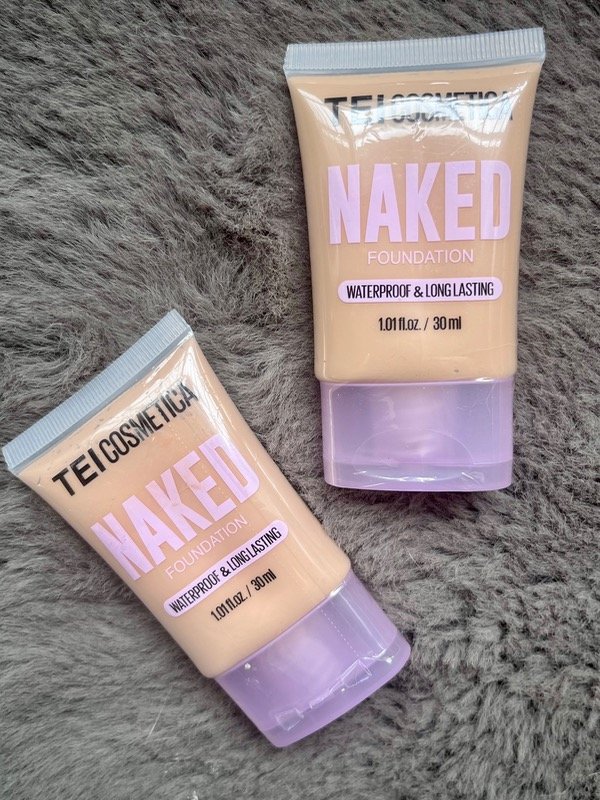 TEI COSMETICA
NAKED
FOUNDATION
WATERPROOF & LONG LASTING
1.01 fl.oz. / 30 ml
TEI COSMETICA
NAKED
FOUNDATION
WATERPROOF & LONG LASTING
1.01 fl.oz. / 30 ml